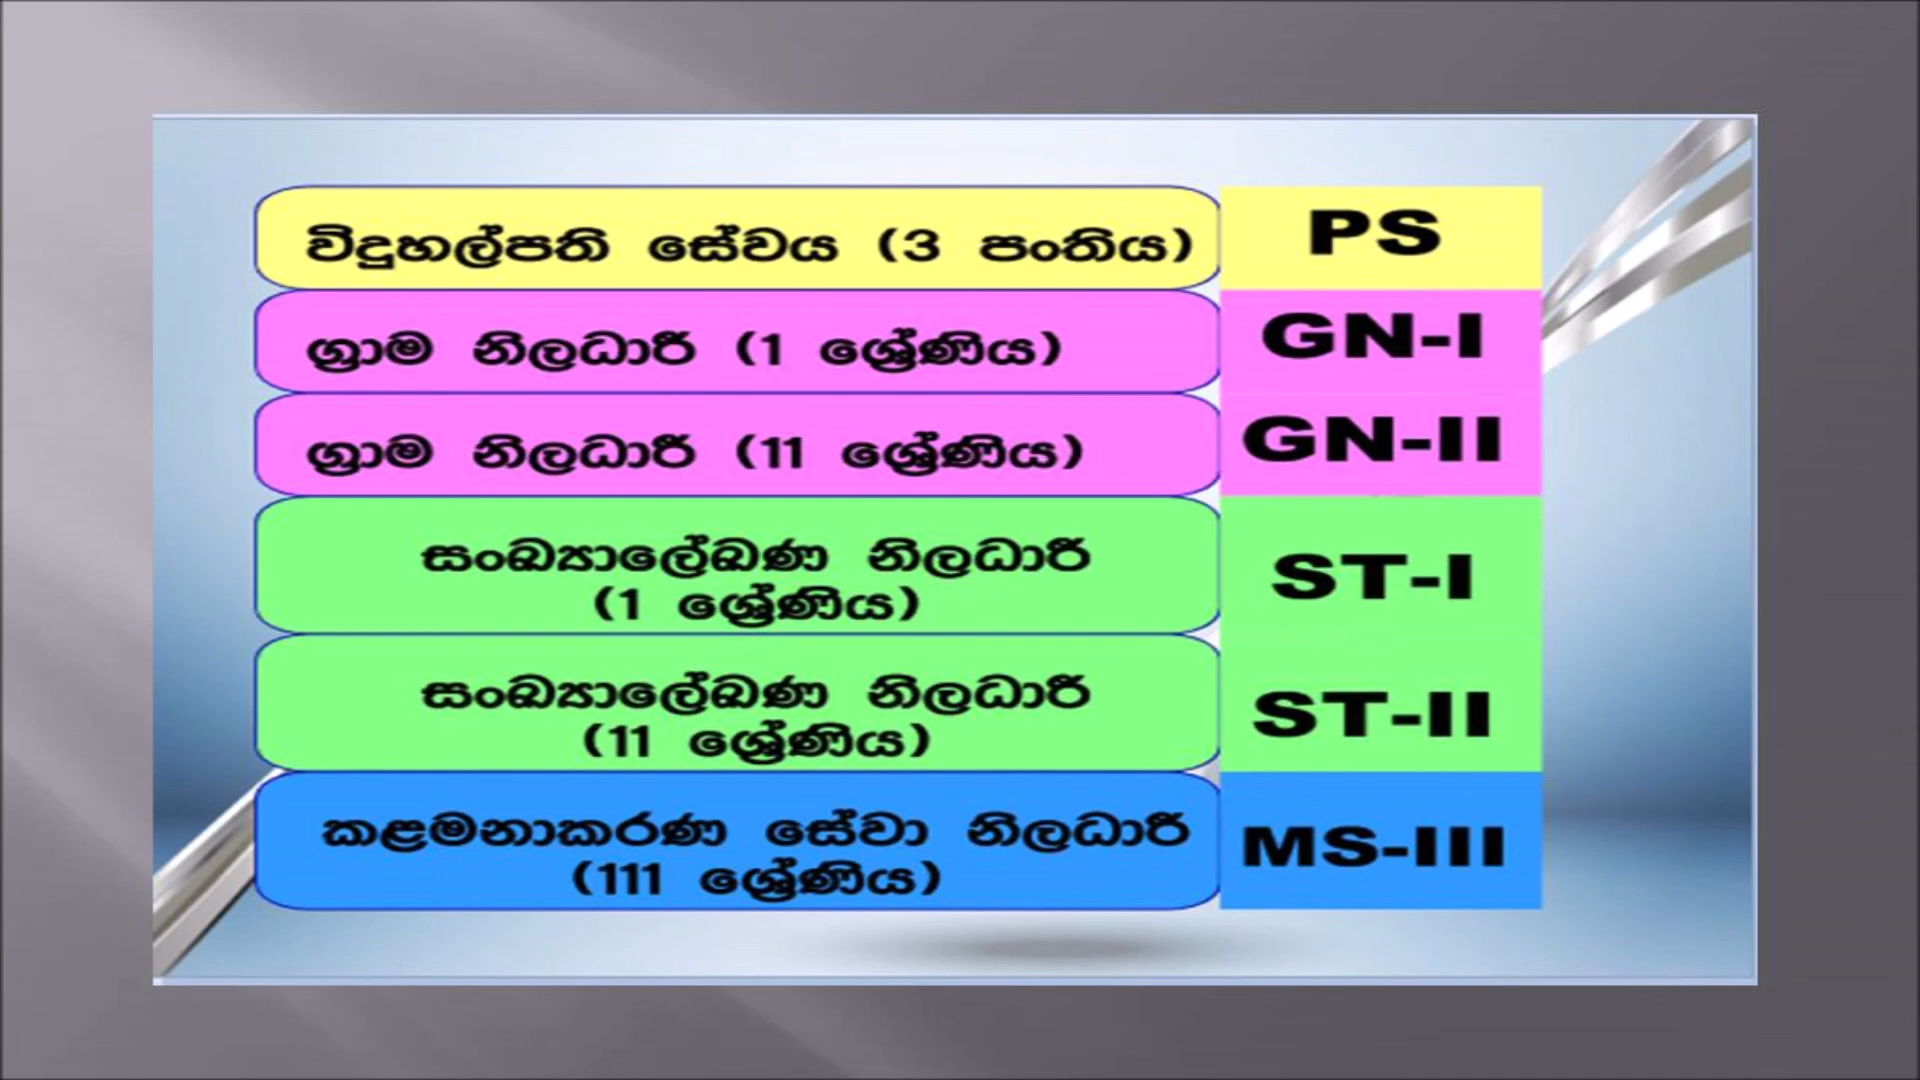 විදුහල්පති සේවය (3 පංතිය) PS
ග්‍රාම නිලධාරී (1 ශ්‍රේණිය) GN-I
ග්‍රාම නිලධාරී (11 ශ්‍රේණිය) GN-II
සංඛ්‍යාලේඛණ නිලධාරී
(1 ශ්‍රේණිය) ST-I
සංඛ්‍යාලේඛණ නිලධාරී
(11 ශ්‍රේණිය) ST-II
කළමනාකරණ සේවා නිලධාරී
(111 ශ්‍රේණිය) MS-III